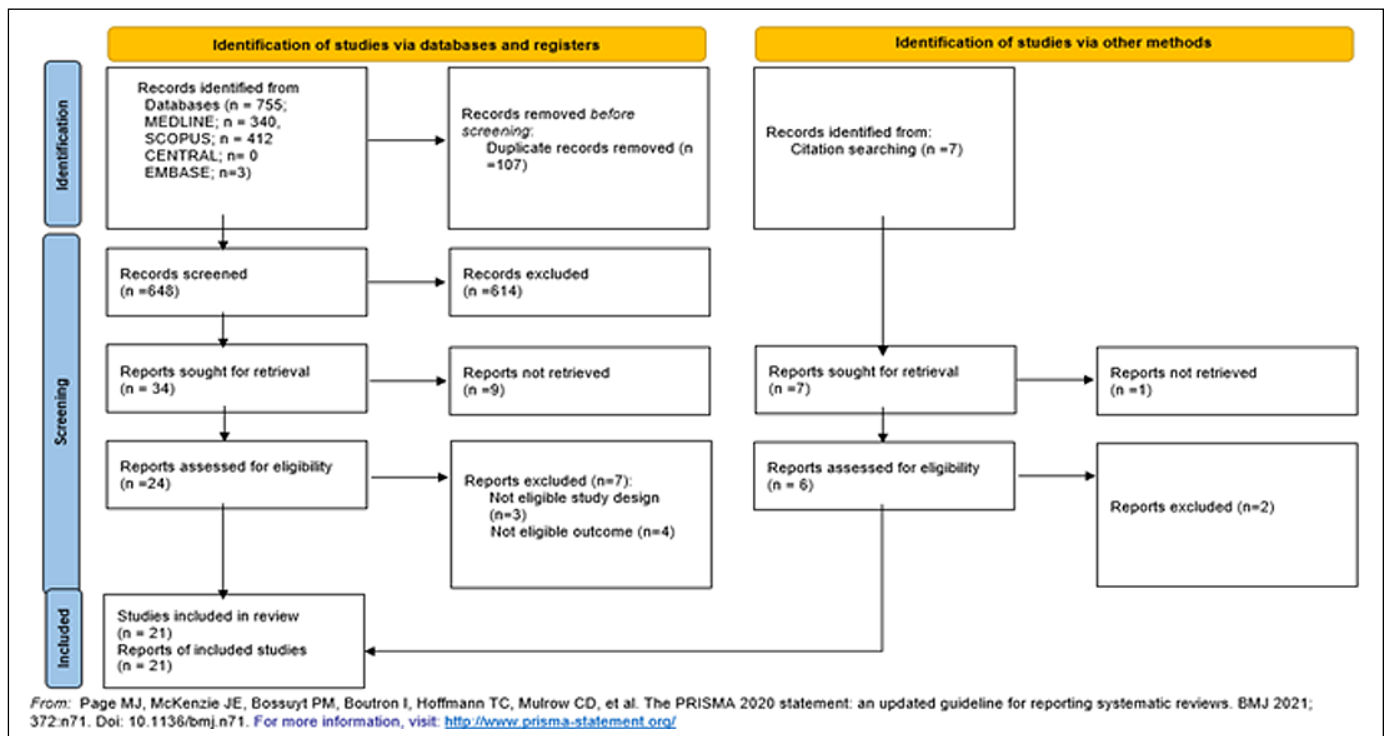 Identification of studies via databases and registers
Identification of studies via other methods
Identification
Records identified from
Databases (n = 755;
MEDLINE; n = 340,
SCOPUS; n = 412
CENTRAL; n= 0
EMBASE; n=3)
Records removed before
screening:
Duplicate records removed (n
=107)
Records identified from:
Citation searching (n =7)
Screening
Records screened
(n =648)
Records excluded
(n =614)
Reports sought for retrieval
(n = 34)
Reports not retrieved
(n =9)
Reports sought for retrieval
(n =7)
Reports not retrieved
(n =1)
Reports assessed for eligibility
(n =24)
Reports excluded (n=7):
Not eligible study design
(n=3)
Not eligible outcome (n=4)
Reports assessed for eligibility
(n = 6)
Reports excluded (n=2)
Included
Studies included in review
(n = 21)
Reports of included studies
(n = 21)
From: Page MJ, McKenzie JE, Bossuyt PM, Boutron I, Hoffmann TC, Mulrow CD, et al. The PRISMA 2020 statement: an updated guideline for reporting systematic reviews. BMJ 2021;
372:n71. Doi: 10.1136/bmj.n71. For more information, visit: http://www.prisma-statement.org/